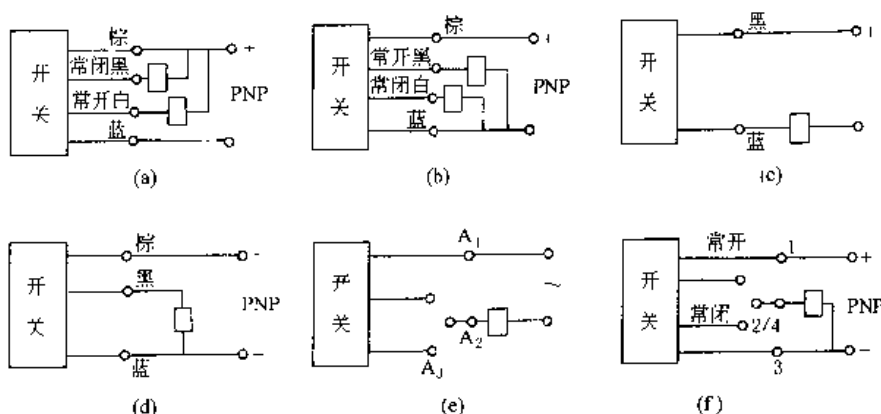 棕 +
开 常闭黑
常开白 PNP
关
蓝 -
(a)
棕 +
开 常开黑
常闭白 PNP
关
蓝
(b)
黑
开
关
蓝
(c)
棕 -
开 黑
PNP
关
蓝 -
(d)
A1
开 ~
关
A2
A3
(e)
常开 1 +
开 PNP
常闭 2/4
关
3 -
(f)